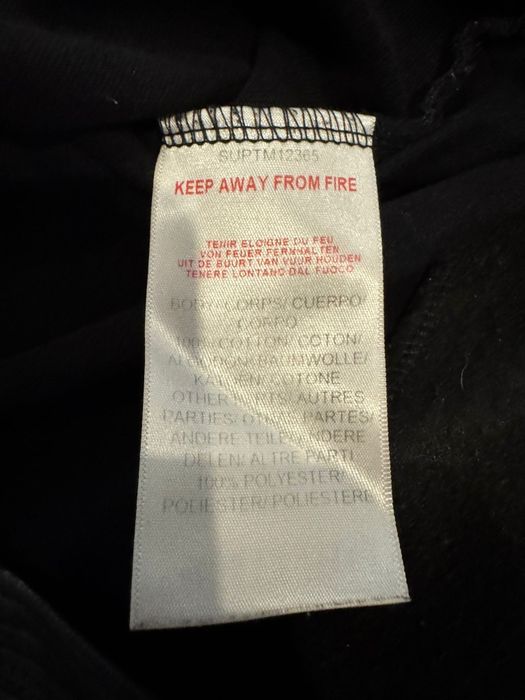 SUPTM12365
KEEP AWAY FROM FIRE
TENIR ELOIGNE DU FEU
VON FEUER FERNHALTEN
UIT DE BUURT VAN VUUR HOUDEN
TENERE LONTANO DAL FUOCO
BODY/ CORPS/ CUERPO/
CORPO
100% COTTON/ COTON/
ALGODON/BAUMWOLLE/
KATOEN/ COTONE
OTHER PARTS/ AUTRES
PARTIES/ OTRAS PARTES/
ANDERE TEILE/ ANDERE
DELEN/ ALTRE PARTI
100% POLYESTER/
POLIESTER/ POLIESTERE